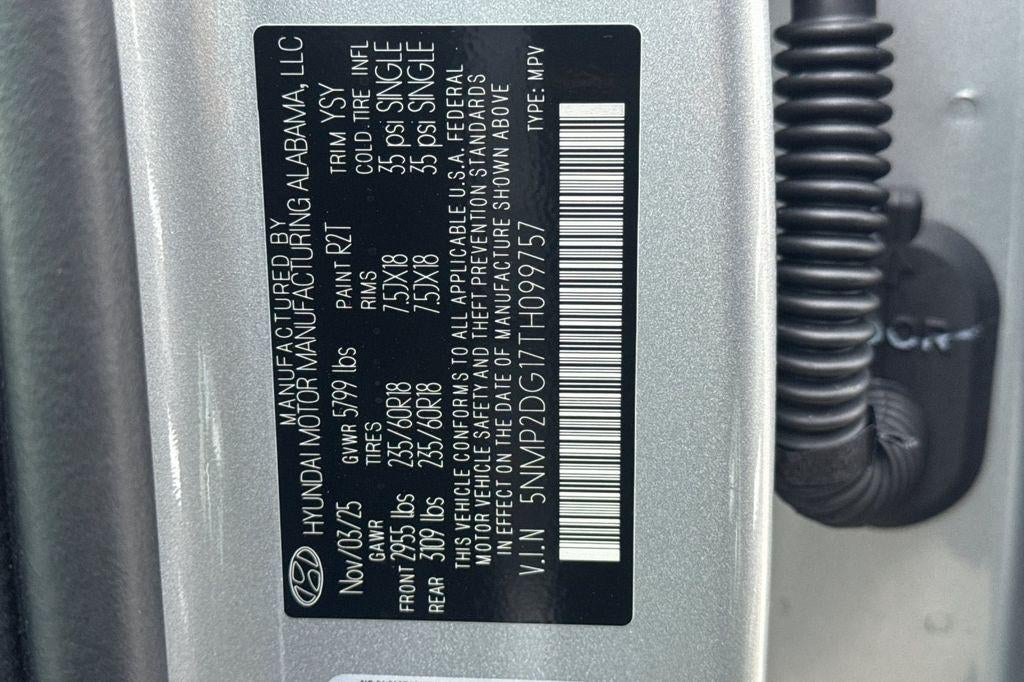 MANUFACTURED BY
HYUNDAI MOTOR MANUFACTURING ALABAMA, LLC
Nov/03/25 GVWR 5799 lbs PAINT R2T TRIM YSY
GAWR TIRES RIMS COLD TIRE INFL
FRONT 2955 lbs 235/60R18 7.5JX18 35 psi SINGLE
REAR 3109 lbs 235/60R18 7.5JX18 35 psi SINGLE
THIS VEHICLE CONFORMS TO ALL APPLICABLE U.S.A. FEDERAL
MOTOR VEHICLE SAFETY AND THEFT PREVENTION STANDARDS
IN EFFECT ON THE DATE OF MANUFACTURE SHOWN ABOVE
V.I.N 5NMP2DG17TH099757 TYPE: MPV